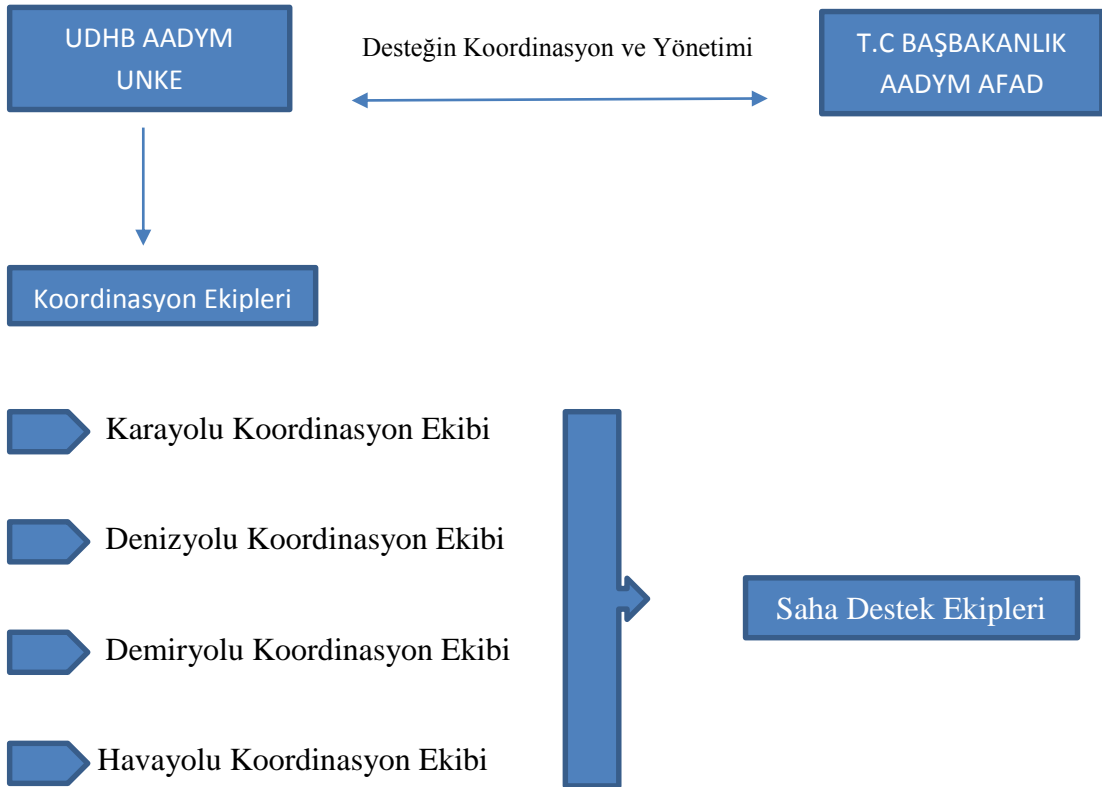 UDHB AADYM
UNKE
Desteğin Koordinasyon ve Yönetimi
T.C BAŞBAKANLIK
AADYM AFAD
Koordinasyon Ekipleri
Karayolu Koordinasyon Ekibi
Denizyolu Koordinasyon Ekibi
Demiryolu Koordinasyon Ekibi
Havayolu Koordinasyon Ekibi
Saha Destek Ekipleri